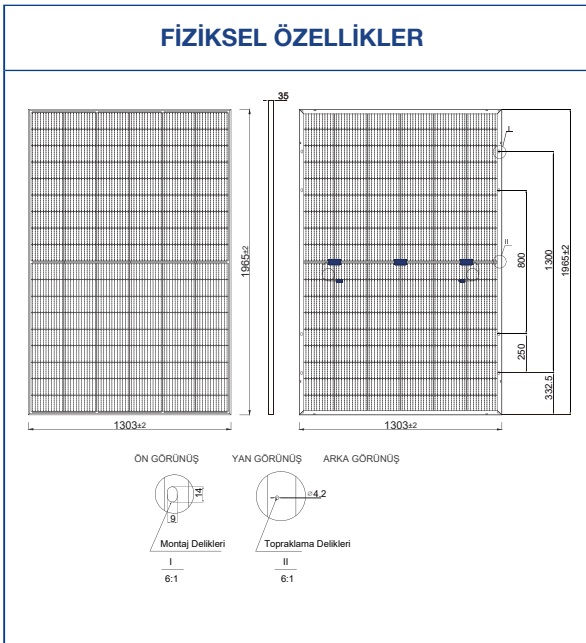 FİZİKSEL ÖZELLİKLER
35
1965±2
1303±2
I
II
800
1300
1965±2
250
332.5
1303±2
ÖN GÖRÜNÜŞ YAN GÖRÜNÜŞ ARKA GÖRÜNÜŞ
14
9
Montaj Delikleri
I
6:1
⌀4,2
Topraklama Delikleri
II
6:1